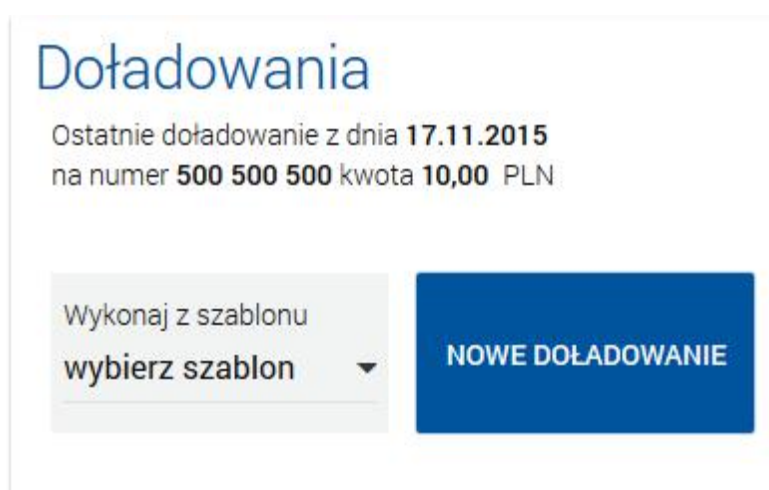 Doładowania
Ostatnie doładowanie z dnia 17.11.2015
na numer 500 500 500 kwota 10,00 PLN
Wykonaj z szablonu
wybierz szablon
NOWE DOŁADOWANIE